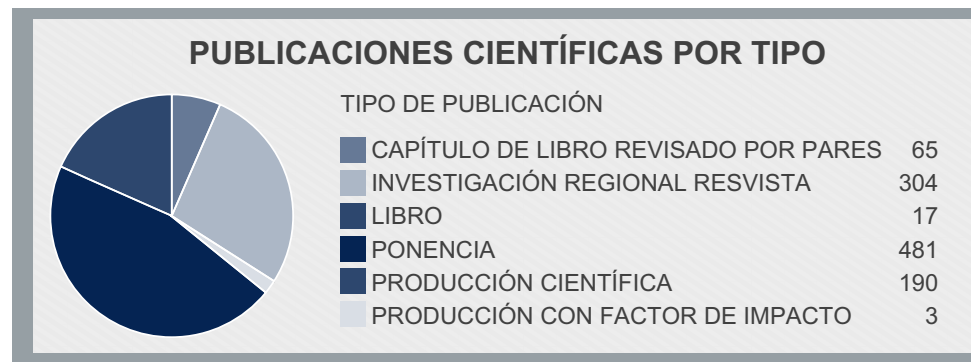 PUBLICACIONES CIENTÍFICAS POR TIPO
TIPO DE PUBLICACIÓN
CAPÍTULO DE LIBRO REVISADO POR PARES 65
INVESTIGACIÓN REGIONAL RESVISTA 304
LIBRO 17
PONENCIA 481
PRODUCCIÓN CIENTÍFICA 190
PRODUCCIÓN CON FACTOR DE IMPACTO 3